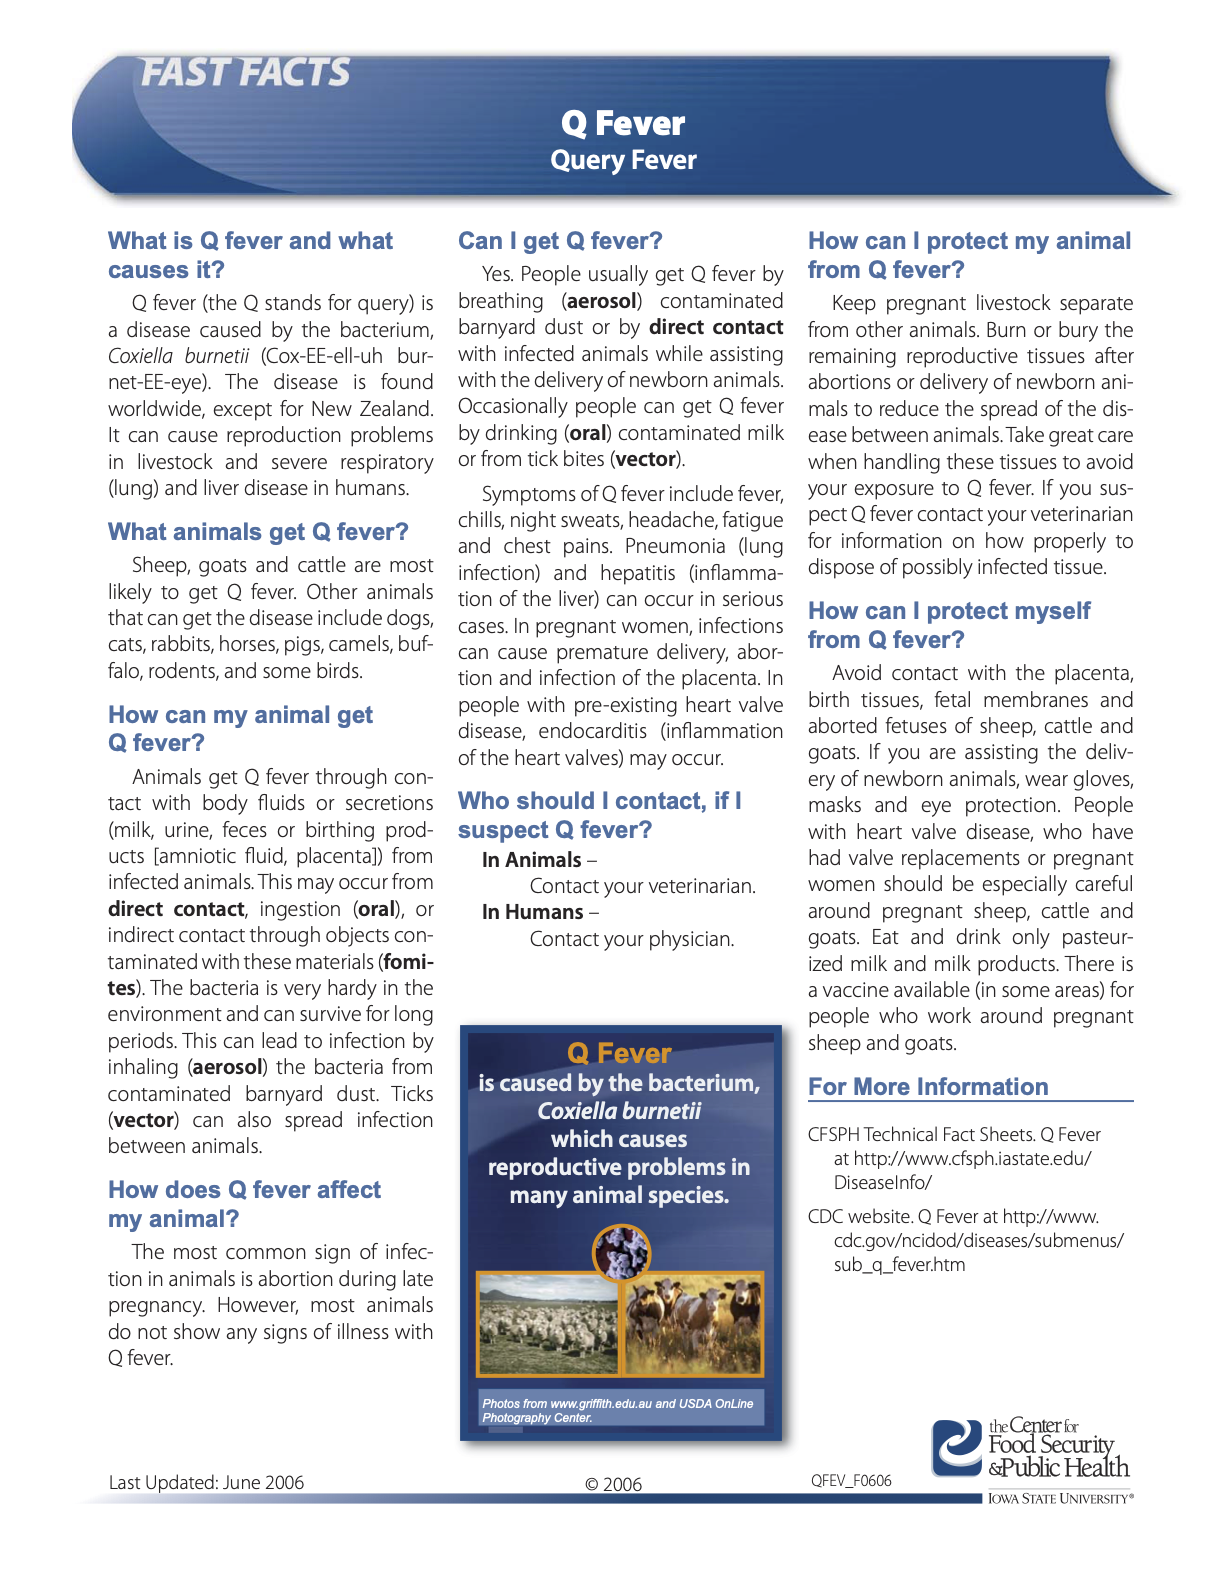 FAST FACTS
Q Fever
Query Fever
What is Q fever and what
causes it?
Q fever (the Q stands for query) is
a disease caused by the bacterium,
Coxiella burnetii (Cox-EE-ell-uh bur-
net-EE-eye). The disease is found
worldwide, except for New Zealand.
It can cause reproduction problems
in livestock and severe respiratory
(lung) and liver disease in humans.
What animals get Q fever?
Sheep, goats and cattle are most
likely to get Q fever. Other animals
that can get the disease include dogs,
cats, rabbits, horses, pigs, camels, buf-
falo, rodents, and some birds.
How can my animal get
Q fever?
Animals get Q fever through con-
tact with body fluids or secretions
(milk, urine, feces or birthing prod-
ucts [amniotic fluid, placenta]) from
infected animals. This may occur from
direct contact, ingestion (oral), or
indirect contact through objects con-
taminated with these materials (fomi-
tes). The bacteria is very hardy in the
environment and can survive for long
periods. This can lead to infection by
inhaling (aerosol) the bacteria from
contaminated barnyard dust. Ticks
(vector) can also spread infection
between animals.
How does Q fever affect
my animal?
The most common sign of infec-
tion in animals is abortion during late
pregnancy. However, most animals
do not show any signs of illness with
Q fever.
Can I get Q fever?
Yes. People usually get Q fever by
breathing (aerosol) contaminated
barnyard dust or by direct contact
with infected animals while assisting
with the delivery of newborn animals.
Occasionally people can get Q fever
by drinking (oral) contaminated milk
or from tick bites (vector).
Symptoms of Q fever include fever,
chills, night sweats, headache, fatigue
and chest pains. Pneumonia (lung
infection) and hepatitis (inflamma-
tion of the liver) can occur in serious
cases. In pregnant women, infections
can cause premature delivery, abor-
tion and infection of the placenta. In
people with pre-existing heart valve
disease, endocarditis (inflammation
of the heart valves) may occur.
Who should I contact, if I
suspect Q fever?
In Animals –
Contact your veterinarian.
In Humans –
Contact your physician.
Q Fever
is caused by the bacterium,
Coxiella burnetii
which causes
reproductive problems in
many animal species.
Photos from www.griffith.edu.au and USDA OnLine
Photography Center.
How can I protect my animal
from Q fever?
Keep pregnant livestock separate
from other animals. Burn or bury the
remaining reproductive tissues after
abortions or delivery of newborn ani-
mals to reduce the spread of the dis-
ease between animals. Take great care
when handling these tissues to avoid
your exposure to Q fever. If you sus-
pect Q fever contact your veterinarian
for information on how properly to
dispose of possibly infected tissue.
How can I protect myself
from Q fever?
Avoid contact with the placenta,
birth tissues, fetal membranes and
aborted fetuses of sheep, cattle and
goats. If you are assisting the deliv-
ery of newborn animals, wear gloves,
masks and eye protection. People
with heart valve disease, who have
had valve replacements or pregnant
women should be especially careful
around pregnant sheep, cattle and
goats. Eat and drink only pasteur-
ized milk and milk products. There is
a vaccine available (in some areas) for
people who work around pregnant
sheep and goats.
For More Information
CFSPH Technical Fact Sheets. Q Fever
at http://www.cfsph.iastate.edu/
DiseaseInfo/
CDC website. Q Fever at http://www.
cdc.gov/ncidod/diseases/submenus/
sub_q_fever.htm
the Center for
Food Security
&Public Health
IOWA STATE UNIVERSITY®
Last Updated: June 2006
© 2006
QFEV_F0606